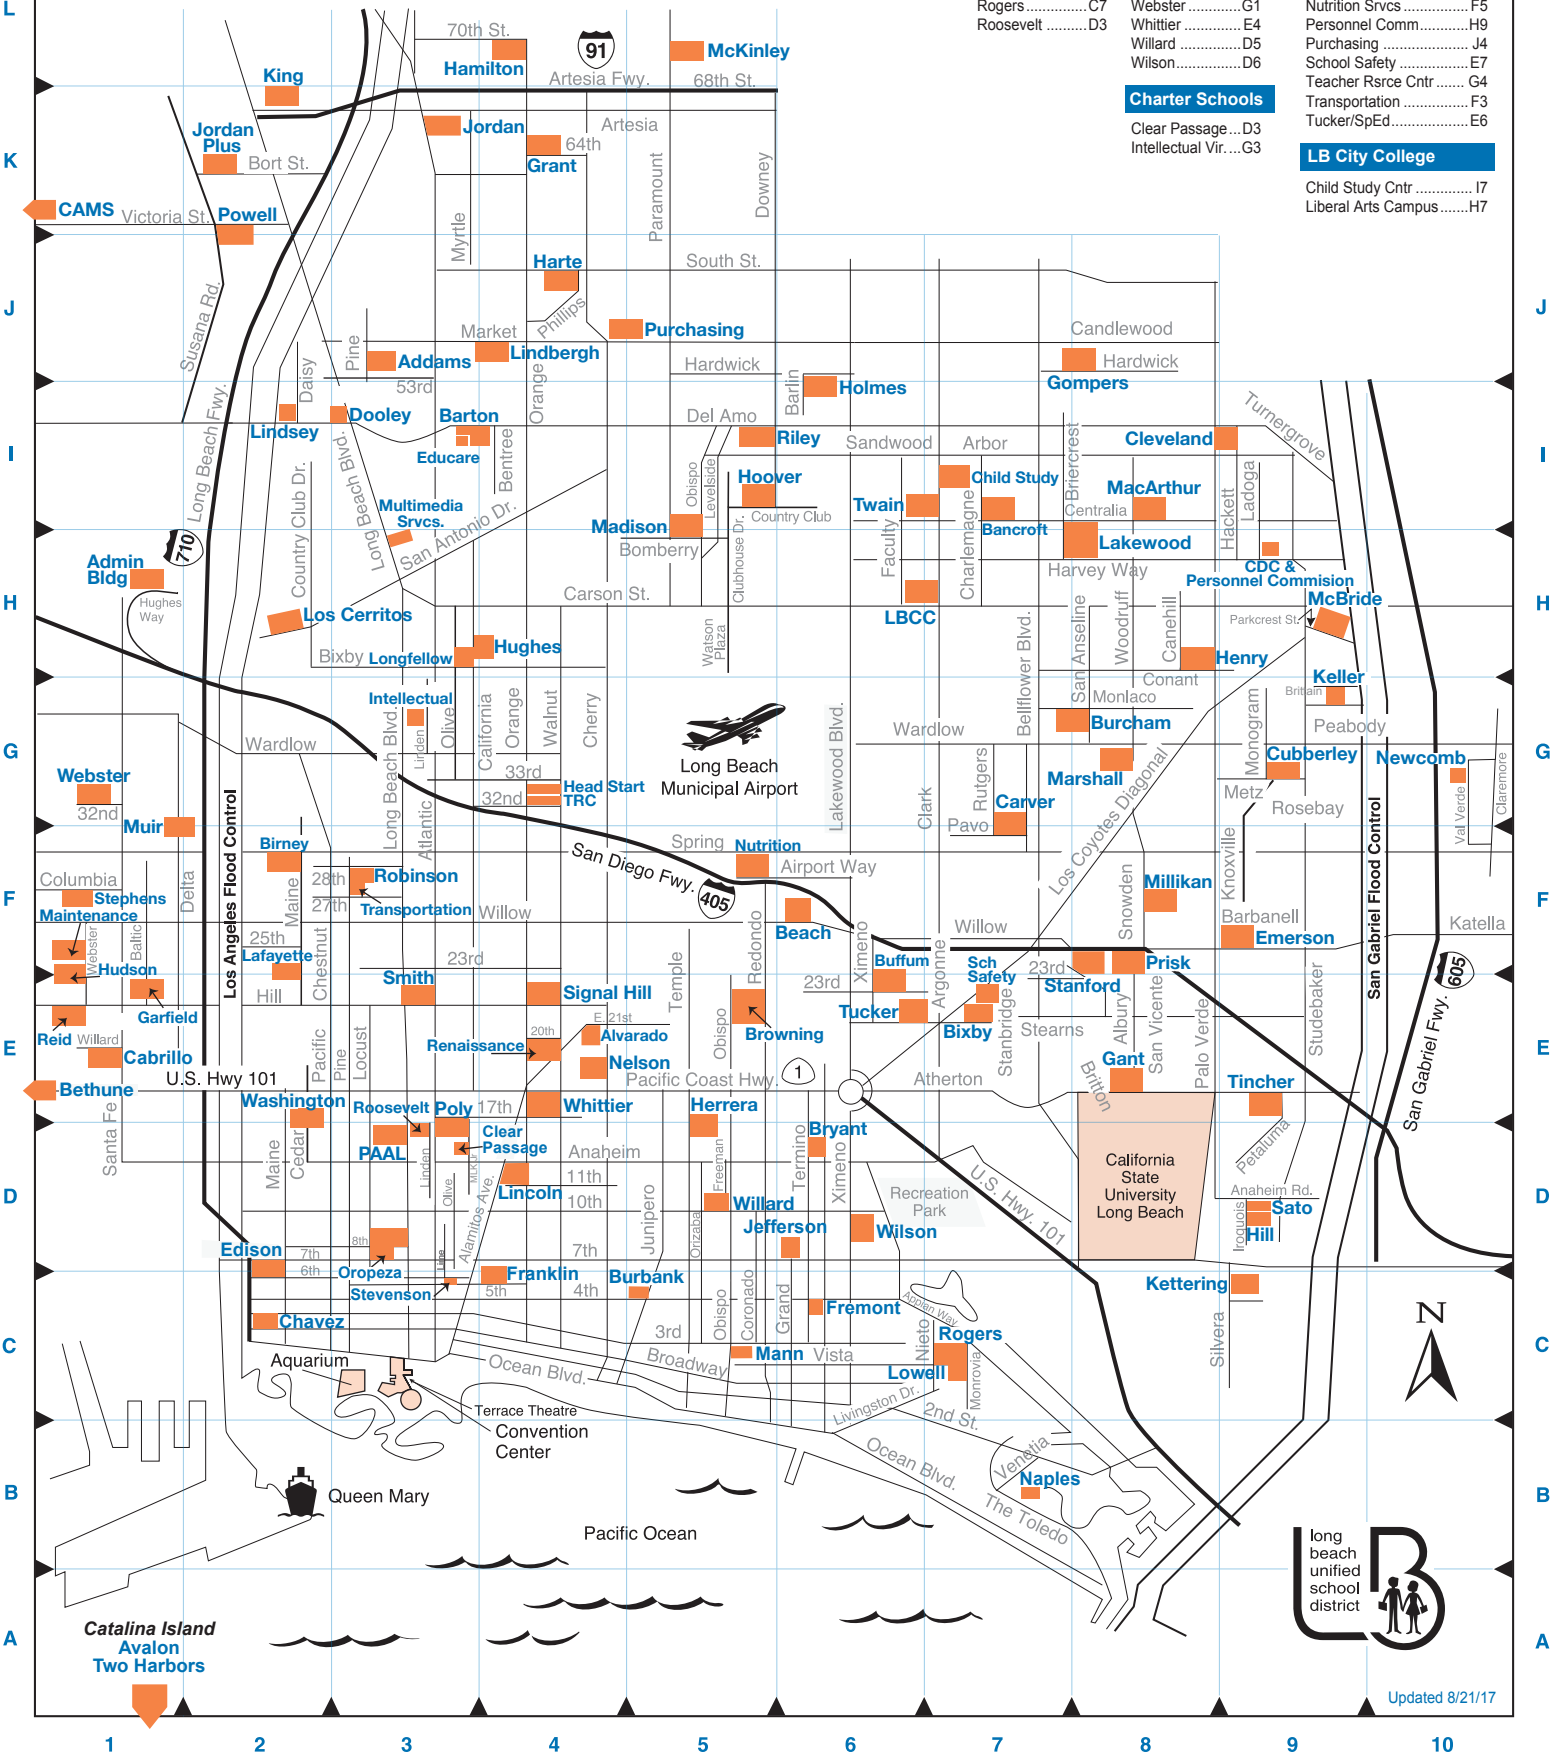 L
Rogers..............C7
Roosevelt ..........D3
Webster ............G1
Whittier .............E4
Willard ..............D5
Wilson...............D6
Nutrition Srvcs ...............F5
Personnel Comm...........H9
Purchasing ...................J4
School Safety ................E7
Teacher Rsrce Cntr .......G4
Transportation ...............F3
Tucker/SpEd..................E6
Charter Schools
Clear Passage...D3
Intellectual Vir....G3
LB City College
Child Study Cntr .............I7
Liberal Arts Campus.......H7
70th St.
Hamilton
91
McKinley
Artesia Fwy.
68th St.
King
Jordan
Plus
Jordan
Artesia
64th
Grant
K
Bort St.
Paramount
Downey
CAMS
Victoria St.
Powell
Myrtle
Harte
South St.
J
J
Susana Rd.
Phillips
Purchasing
Candlewood
Market
Pine
Addams
Lindbergh
Hardwick
Hardwick
Gompers
Daisy
53rd
Orange
Barlin
Holmes
Long Beach Fwy.
Lindsey
Dooley
Barton
Educare
Del Amo
Riley
Turnergrove
I
I
Sandwood
Arbor
Briercrest
Cleveland
Long Beach Blvd.
Bentree
Country Club Dr.
Obispo
Levelside
Hoover
Child Study
MacArthur
Ladoga
Hackett
Multimedia
Srvcs.
San Antonio Dr.
Madison
Country Club
Twain
Bancroft
Centralia
Bomberry
Clubhouse Dr.
Faculty
Charlemagne
Lakewood
Harvey Way
710
Admin
Bldg
CDC &
Personnel Commision
H
H
Hughes
Way
Carson St.
LBCC
McBride
Parkcrest St.
Los Cerritos
Watson
Plaza
Bellflower Blvd.
San Anseline
Woodruff
Canehill
Bixby
Longfellow
Hughes
Henry
Conant
Keller
Brittain
Intellectual
Linden
Olive
California
Orange
Walnut
Cherry
Long Beach Blvd.
Monlaco
Burcham
Peabody
Monogram
Wardlow
Long Beach
Municipal Airport
Lakewood Blvd.
Wardlow
G
G
Webster
33rd
Head Start
Marshall
Los Coyotes Diagonal
Cubberley
Newcomb
32nd
TRC
Rutgers
Carver
Metz
Rosebay
Claremore
Val Verde
32nd
Muir
Atlantic
Clark
Pavo
Birney
Spring
Nutrition
Airport Way
San Diego Fwy.
405
Los Angeles Flood Control
San Gabriel Flood Control
F
F
Columbia
Stephens
Maintenance
Delta
Maine
28th
Robinson
27th
Transportation
Willow
Willow
Beach
Redondo
Snowden
Millikan
Knoxville
Barbanell
Emerson
Katella
Webster
Baltic
25th
Lafayette
Chestnut
23rd
Hudson
Garfield
Hill
Smith
Signal Hill
Temple
Ximeno
Buffum
23rd
Argonne
Sch
Safety
23rd
Stanford
Prisk
605
Reid
Willard
E. 21st
Alvarado
20th
Renaissance
Nelson
Browning
Obispo
Tucker
Bixby
Stanbridge
Stearns
Albury
San Vicente
Palo Verde
Studebaker
E
E
Cabrillo
Pacific
Pine
Locust
Gant
1
San Gabriel Fwy.
Bethune
U.S. Hwy 101
Pacific Coast Hwy.
Atherton
Britton
Tincher
Washington
Roosevelt
Poly
17th
Whittier
Herrera
Bryant
Santa Fe
PAAL
Clear
Passage
Anaheim
Petaluma
Maine
Cedar
Linden
Olive
MLK Jr
Lincoln
11th
10th
Freeman
Termino
Ximeno
California
State
University
Long Beach
D
D
Willard
Recreation
Park
U.S. Hwy. 101
Anaheim Rd.
Sato
Hill
Iroquois
Alamitos Ave.
Junipero
Orizaba
Jefferson
Wilson
Edison
8th
7th
6th
Oropeza
Lime
7th
Stevenson
Franklin
5th
4th
Burbank
Kettering
Chavez
Obispo
Coronado
Grand
Fremont
Appian Way
3rd
Nieto
Rogers
Silvera
N
C
C
Aquarium
Ocean Blvd.
Broadway
Mann
Vista
Lowell
Monrovia
Terrace Theatre
Convention
Center
Livingston Dr.
2nd St.
Ocean Blvd.
Venetia
Naples
The Toledo
B
B
Queen Mary
Pacific Ocean
long
beach
unified
school
district
Catalina Island
Avalon
Two Harbors
A
A
Updated 8/21/17
1
2
3
4
5
6
7
8
9
10